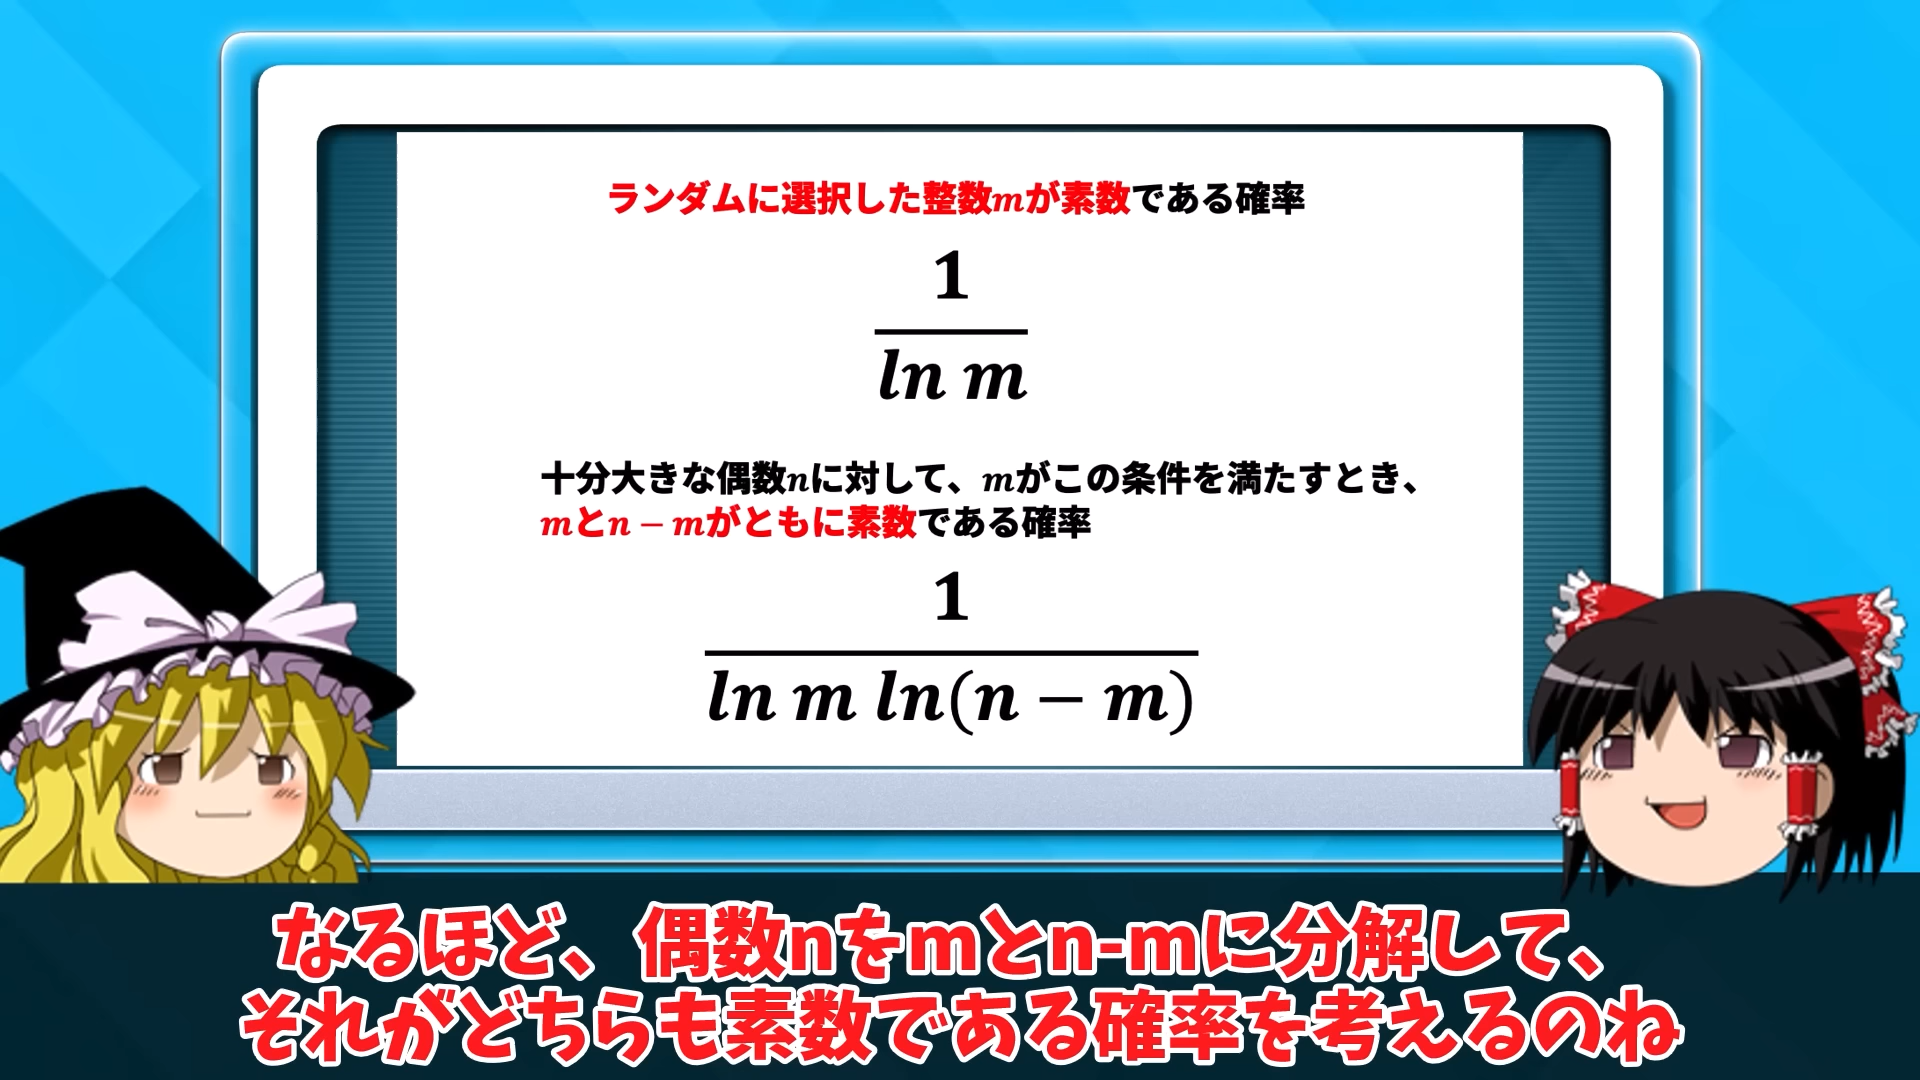 ランダムに選択した整数mが素数である確率
1
ln m
十分大きな偶数nに対して、mがこの条件を満たすとき、
mとn − mがともに素数である確率
1
ln m ln(n − m)
なるほど、偶数nをmとn-mに分解して、
それがどちらも素数である確率を考えるのね